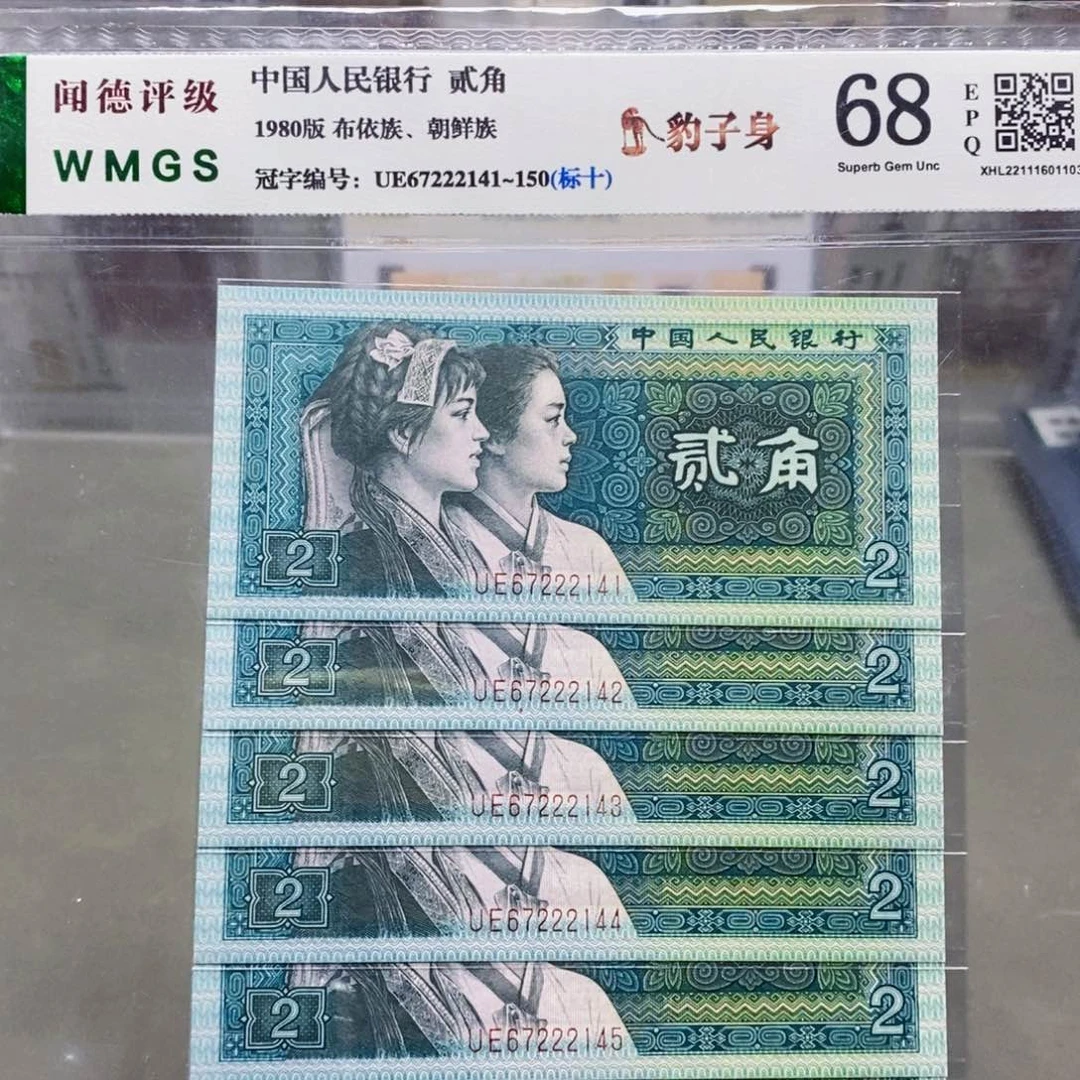 闻德评级
WMGS
中国人民银行 贰角
1980版 布依族、朝鲜族
冠字编号：UE67222141~150(标十)
豹子身
68
Superb Gem Unc
EPQ
XHL22111601103
中国人民银行
贰角
2
2
UE67222141
2
2
UE67222142
2
2
UE67222143
2
2
UE67222144
2
2
UE67222145